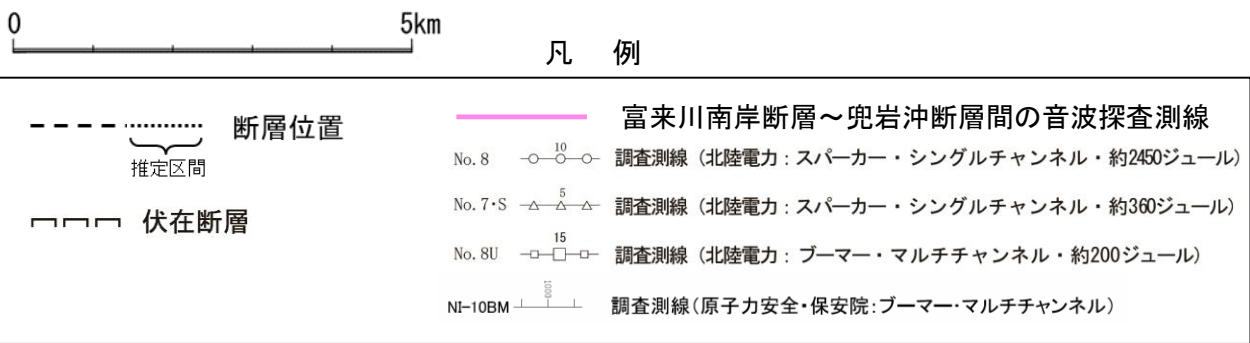 0 5km
凡 例
断層位置
推定区間
伏在断層
富来川南岸断層～兜岩沖断層間の音波探査測線
No. 8 10 調査測線（北陸電力：スパーカー・シングルチャンネル・約2450ジュール）
No. 7・S 5 調査測線（北陸電力：スパーカー・シングルチャンネル・約360ジュール）
No. 8U 15 調査測線（北陸電力：ブーマー・マルチチャンネル・約200ジュール）
NI-10BM 1000 調査測線（原子力安全・保安院：ブーマー・マルチチャンネル）